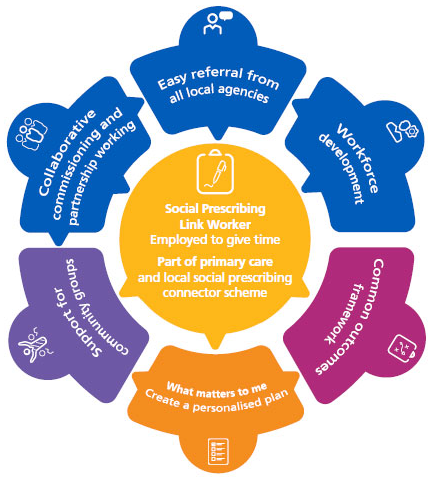 Easy referral from
all local agencies
Workforce
development
Common outcomes
framework
What matters to me
Create a personalised plan
Support for
community groups
Collaborative
commissioning and
partnership working
Social Prescribing
Link Worker
Employed to give time
Part of primary care
and local social prescribing
connector scheme